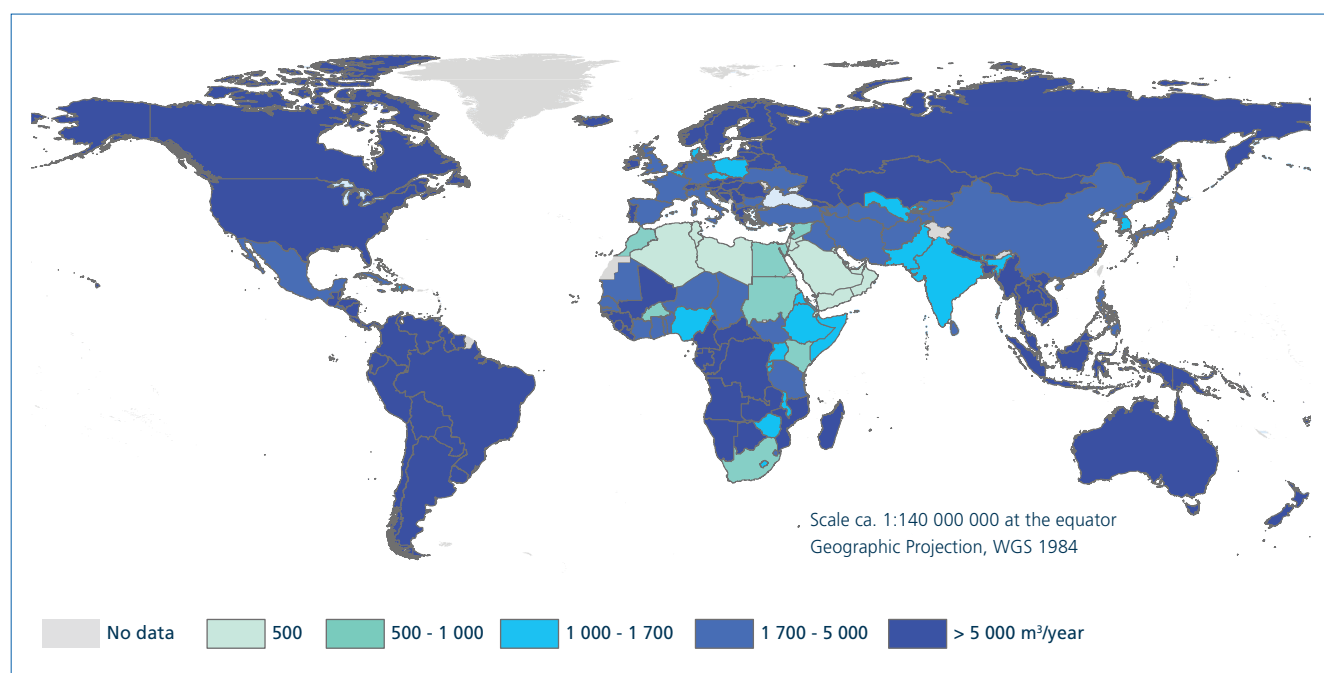 Scale ca. 1:140 000 000 at the equator
Geographic Projection, WGS 1984
No data
500
500 - 1 000
1 000 - 1 700
1 700 - 5 000
> 5 000 m³/year